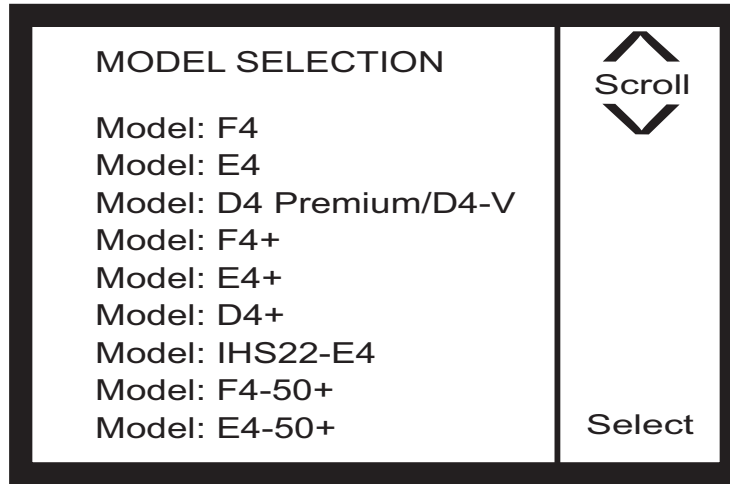 MODEL SELECTION
Model: F4
Model: E4
Model: D4 Premium/D4-V
Model: F4+
Model: E4+
Model: D4+
Model: IHS22-E4
Model: F4-50+
Model: E4-50+
Scroll
Select